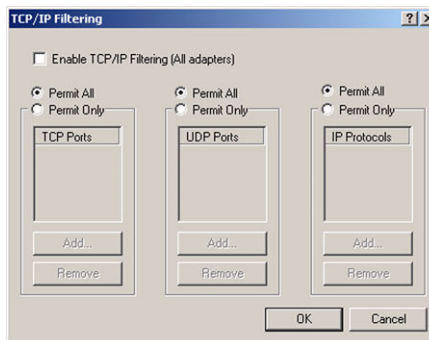 TCP/IP Filtering
Enable TCP/IP Filtering (All adapters)
Permit All
Permit Only
TCP Ports
Add...
Remove
Permit All
Permit Only
UDP Ports
Add...
Remove
Permit All
Permit Only
IP Protocols
Add...
Remove
OK
Cancel